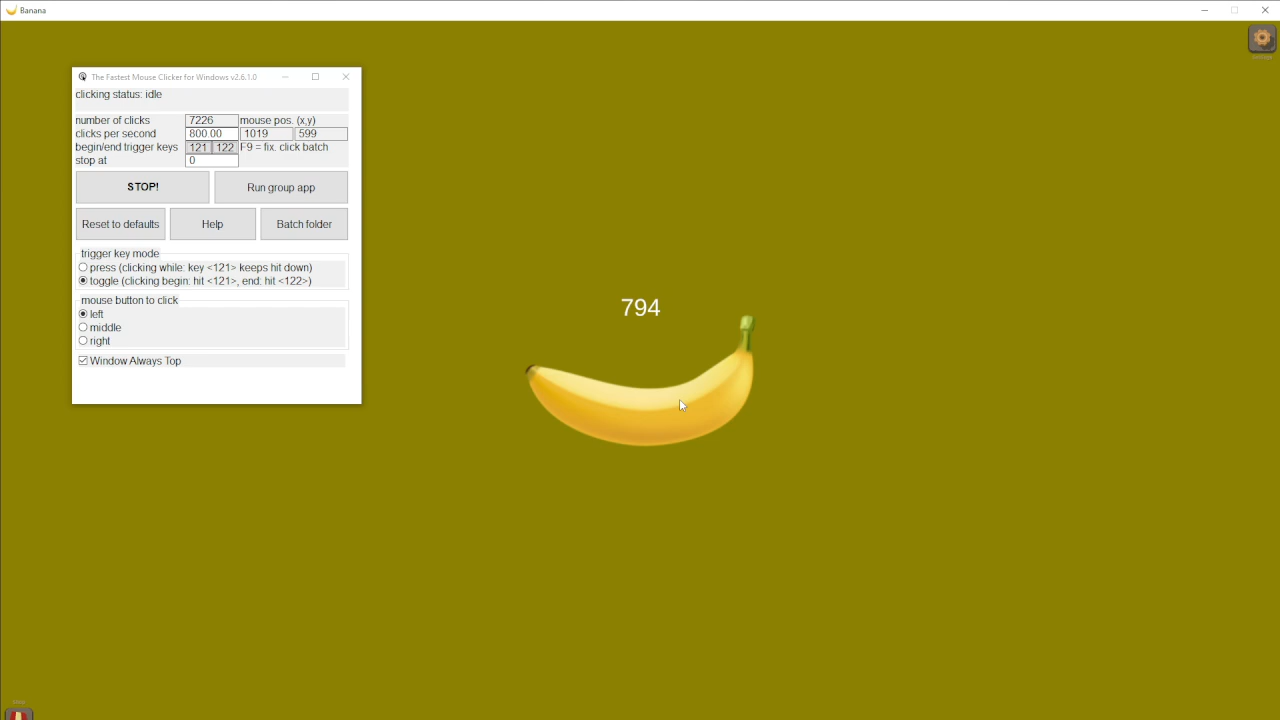 Banana
The Fastest Mouse Clicker for Windows v2.6.1.0
clicking status: idle
number of clicks 7226 mouse pos. (x,y)
clicks per second 800.00 1019 599
begin/end trigger keys 121 122 F9 = fix. click batch
stop at 0
STOP! Run group app
Reset to defaults Help Batch folder
trigger key mode
press (clicking while: key <121> keeps hit down)
toggle (clicking begin: hit <121>, end: hit <122>)
mouse button to click
left
middle
right
Window Always Top
794